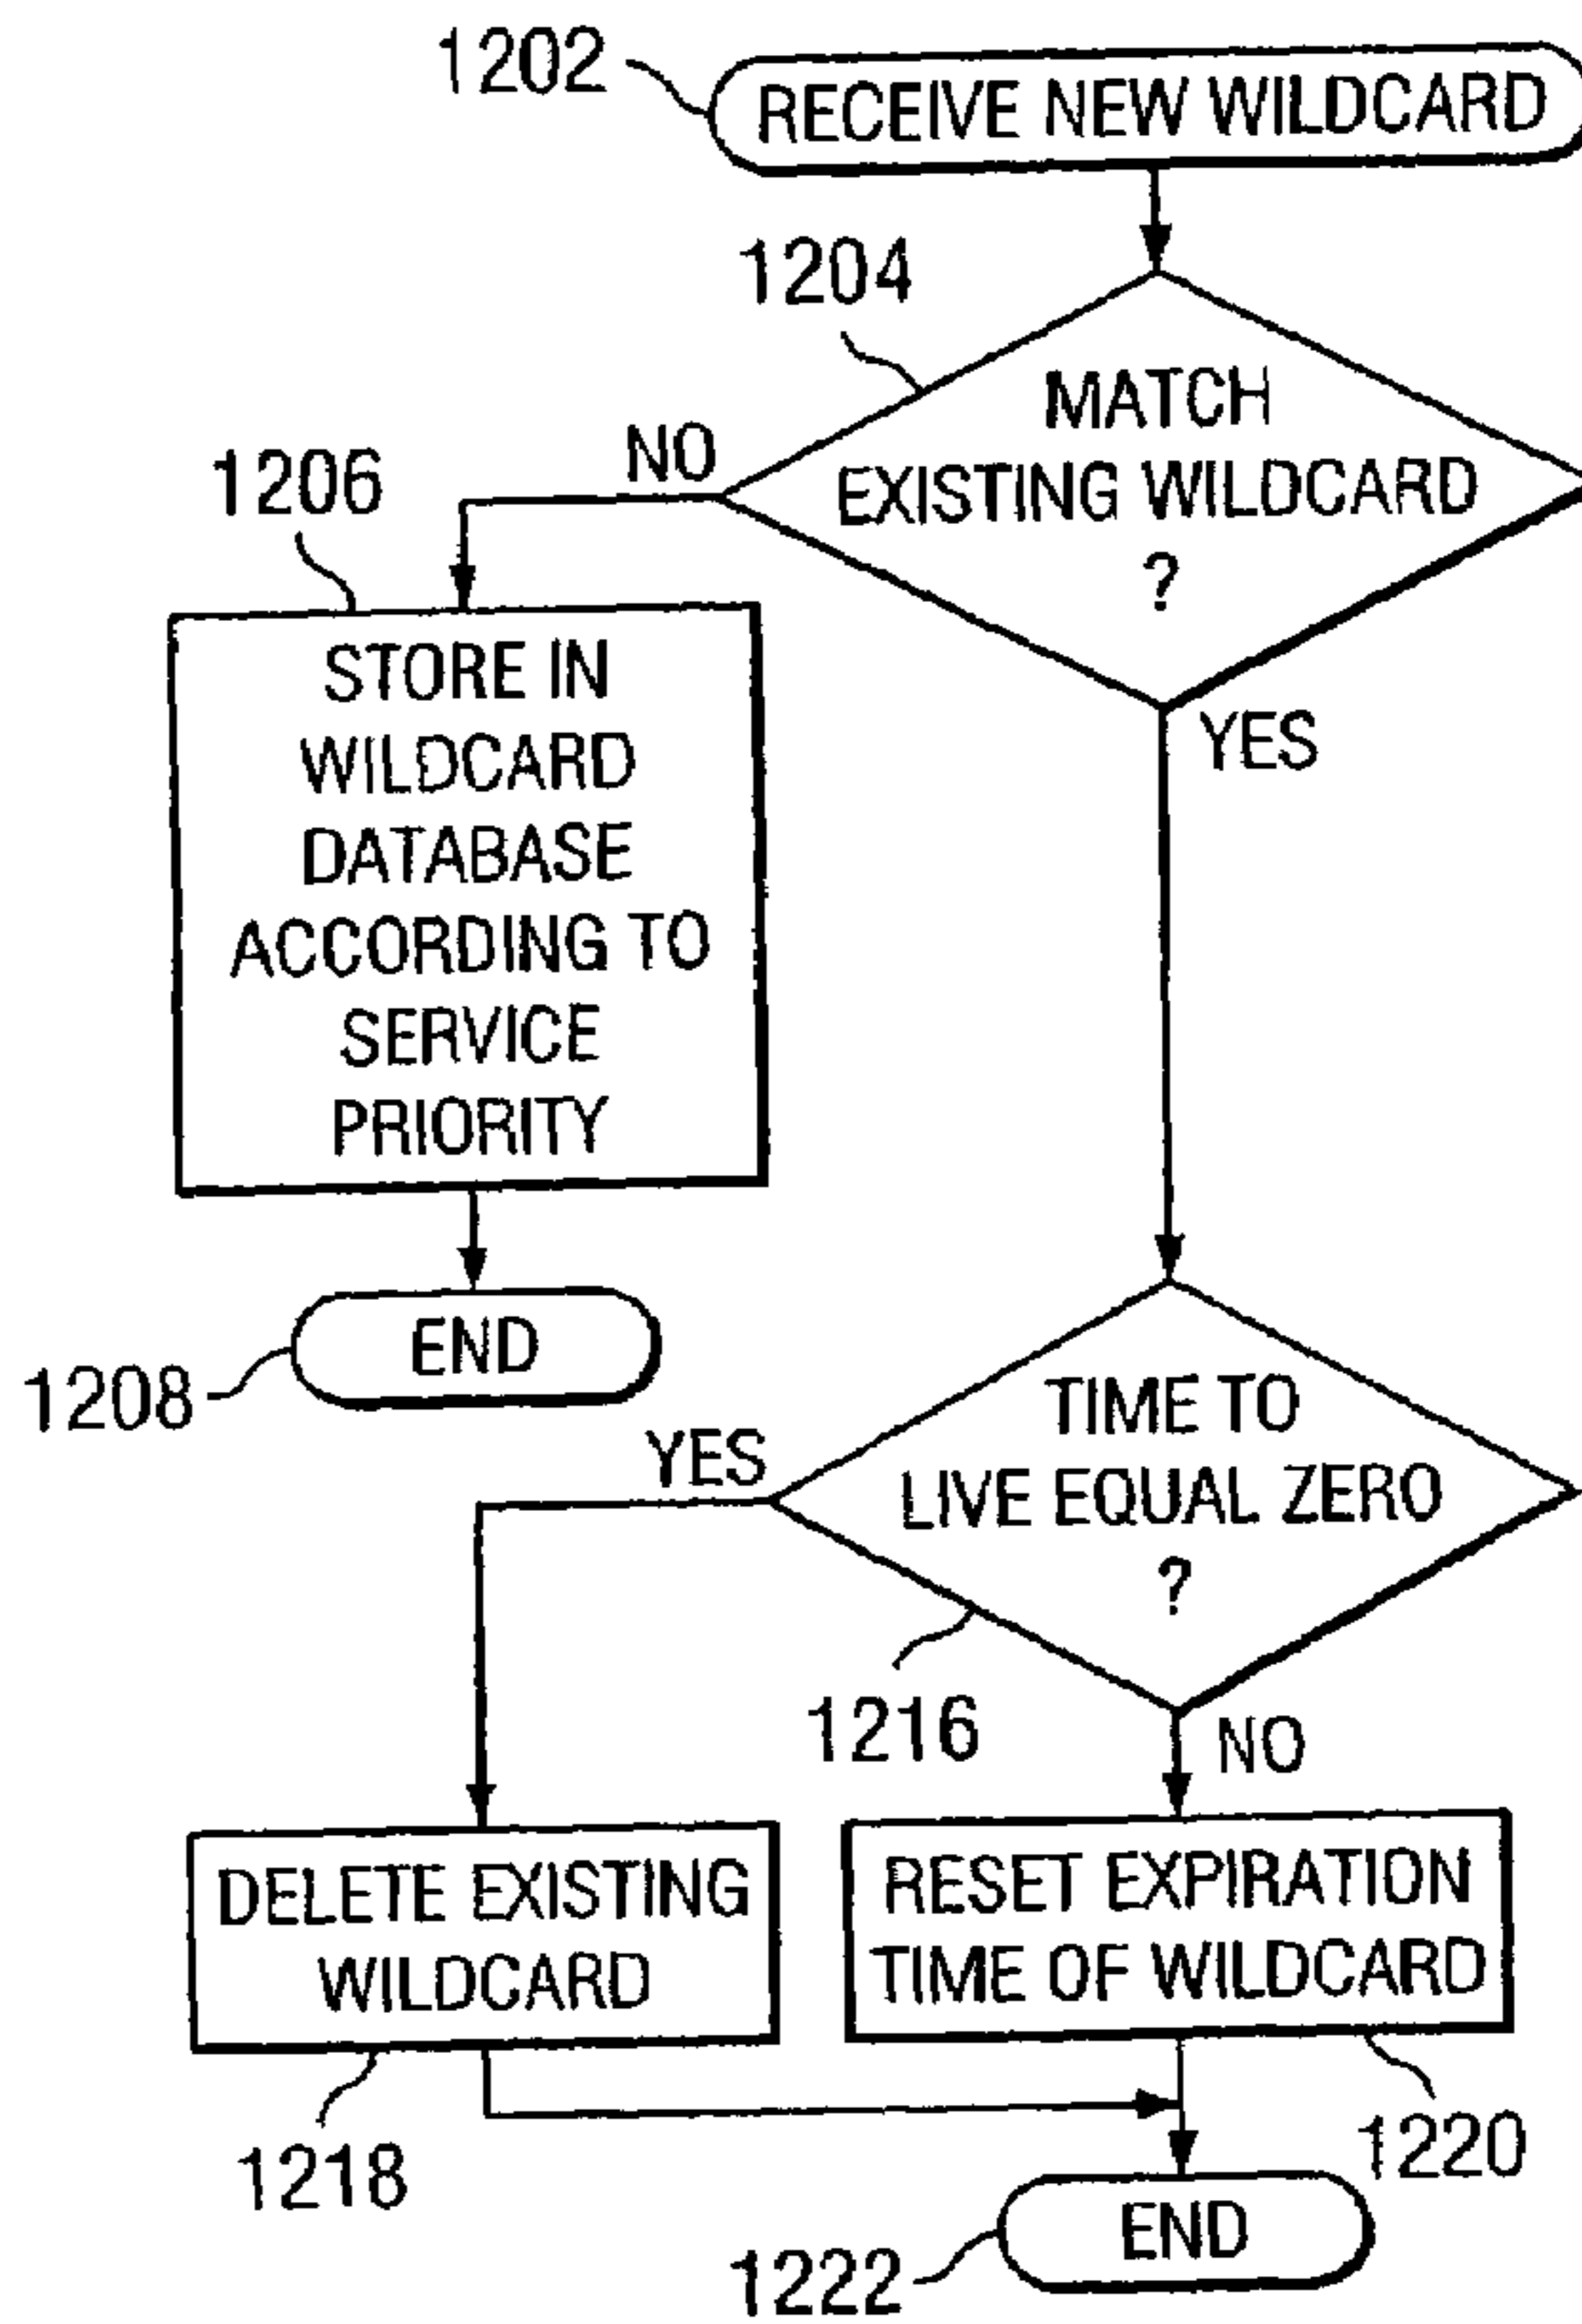 1202
RECEIVE NEW WILDCARD
1204
MATCH
EXISTING WILDCARD
?
NO
YES
1206
STORE IN
WILDCARD
DATABASE
ACCORDING TO
SERVICE
PRIORITY
END
1208
TIME TO
LIVE EQUAL ZERO
?
YES
1216
NO
DELETE EXISTING
WILDCARD
RESET EXPIRATION
TIME OF WILDCARD
1218
1220
END
1222